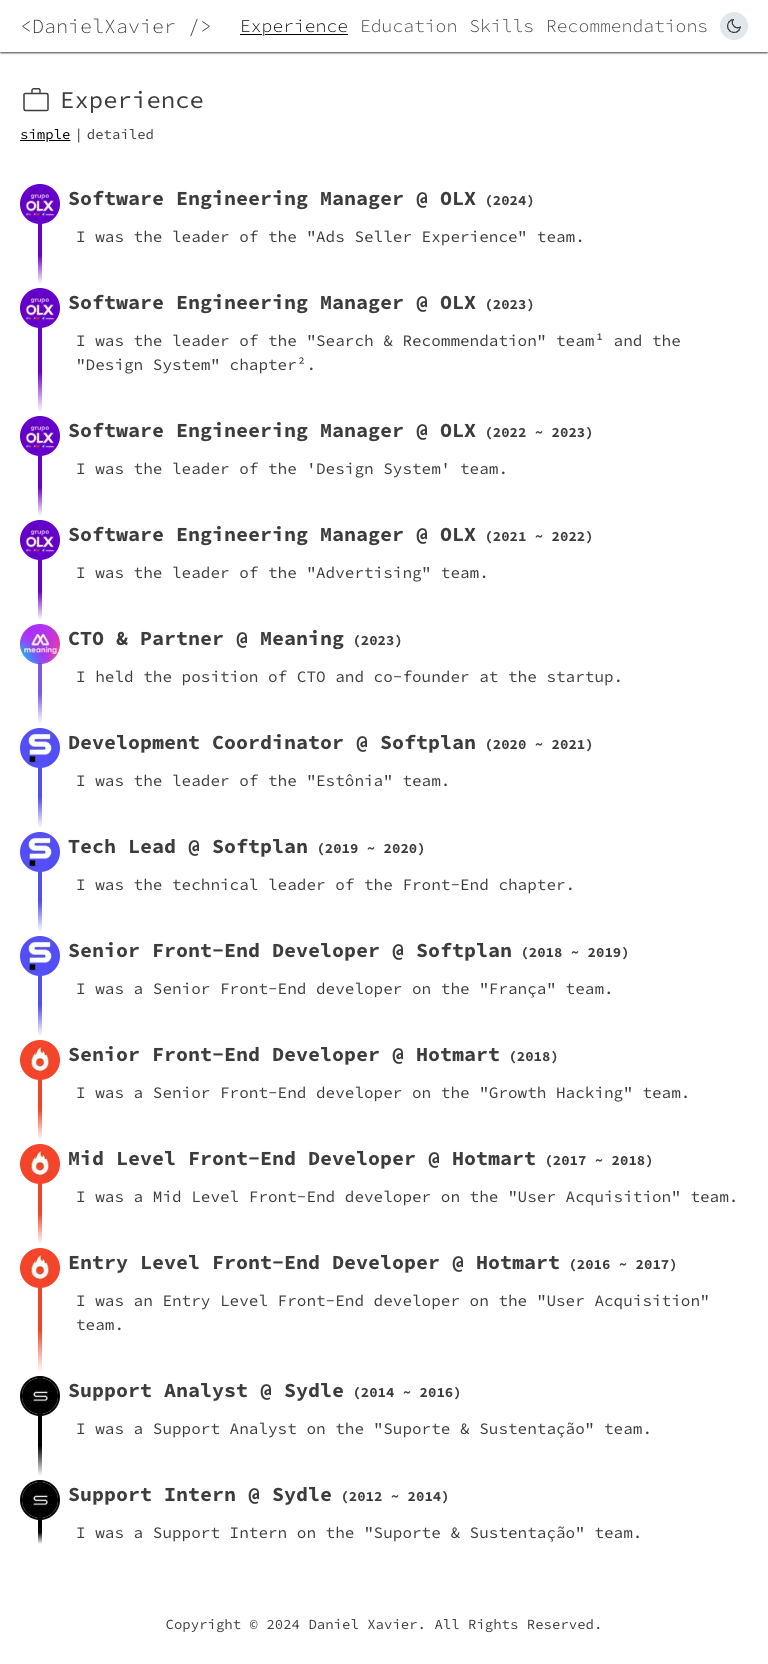 <DanielXavier />
Experience Education Skills Recommendations
Experience
simple | detailed
grupo
OLX
Software Engineering Manager @ OLX (2024)
I was the leader of the "Ads Seller Experience" team.
grupo
OLX
Software Engineering Manager @ OLX (2023)
I was the leader of the "Search & Recommendation" team¹ and the
"Design System" chapter².
grupo
OLX
Software Engineering Manager @ OLX (2022 ~ 2023)
I was the leader of the 'Design System' team.
grupo
OLX
Software Engineering Manager @ OLX (2021 ~ 2022)
I was the leader of the "Advertising" team.
meaning
CTO & Partner @ Meaning (2023)
I held the position of CTO and co-founder at the startup.
Development Coordinator @ Softplan (2020 ~ 2021)
I was the leader of the "Estônia" team.
Tech Lead @ Softplan (2019 ~ 2020)
I was the technical leader of the Front-End chapter.
Senior Front-End Developer @ Softplan (2018 ~ 2019)
I was a Senior Front-End developer on the "França" team.
Senior Front-End Developer @ Hotmart (2018)
I was a Senior Front-End developer on the "Growth Hacking" team.
Mid Level Front-End Developer @ Hotmart (2017 ~ 2018)
I was a Mid Level Front-End developer on the "User Acquisition" team.
Entry Level Front-End Developer @ Hotmart (2016 ~ 2017)
I was an Entry Level Front-End developer on the "User Acquisition"
team.
Support Analyst @ Sydle (2014 ~ 2016)
I was a Support Analyst on the "Suporte & Sustentação" team.
Support Intern @ Sydle (2012 ~ 2014)
I was a Support Intern on the "Suporte & Sustentação" team.
Copyright © 2024 Daniel Xavier. All Rights Reserved.